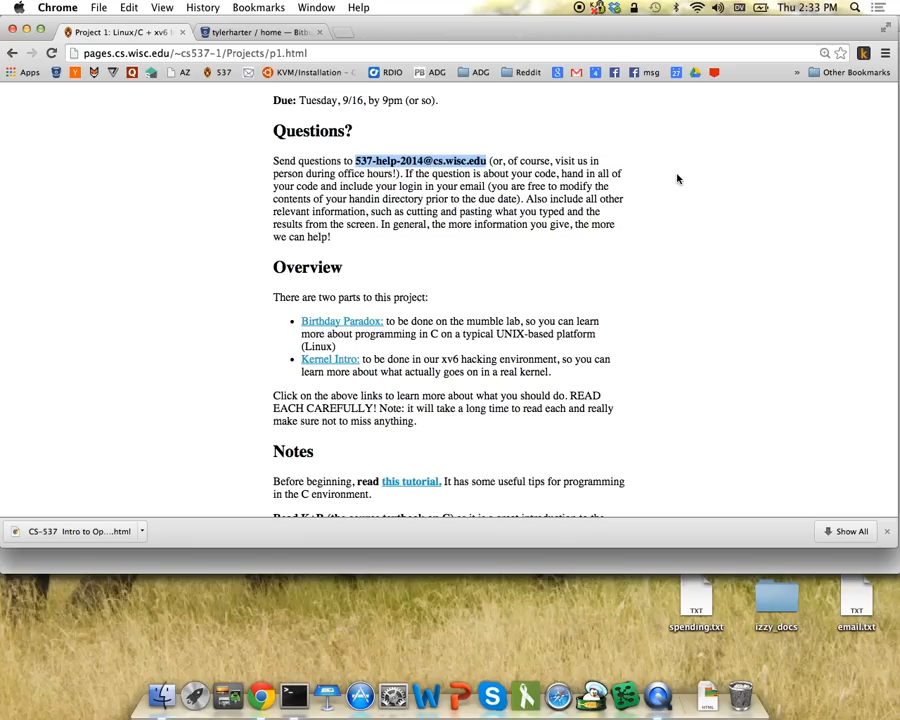 Chrome File Edit View History Bookmarks Window Help Thu 2:33 PM
Project 1: Linux/C + xv6 tylerharter / home — Bitb
pages.cs.wisc.edu/~cs537-1/Projects/p1.html
Apps AZ 537 KVM/Installation - RDIO PB ADG ADG Reddit msg 27 » Other Bookmarks
Due: Tuesday, 9/16, by 9pm (or so).
Questions?
Send questions to 537-help-2014@cs.wisc.edu (or, of course, visit us in
person during office hours!). If the question is about your code, hand in all of
your code and include your login in your email (you are free to modify the
contents of your handin directory prior to the due date). Also include all other
relevant information, such as cutting and pasting what you typed and the
results from the screen. In general, the more information you give, the more
we can help!
Overview
There are two parts to this project:
• Birthday Paradox: to be done on the mumble lab, so you can learn
more about programming in C on a typical UNIX-based platform
(Linux)
• Kernel Intro: to be done in our xv6 hacking environment, so you can
learn more about what actually goes on in a real kernel.
Click on the above links to learn more about what you should do. READ
EACH CAREFULLY! Note: it will take a long time to read each and really
make sure not to miss anything.
Notes
Before beginning, read this tutorial. It has some useful tips for programming
in the C environment.
CS-537 Intro to Op....html Show All
TXT TXT
spending.txt izzy_docs email.txt
HTML